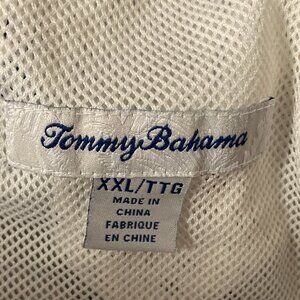 Tommy Bahama
XXL/TTG
MADE IN
CHINA
FABRIQUE
EN CHINE